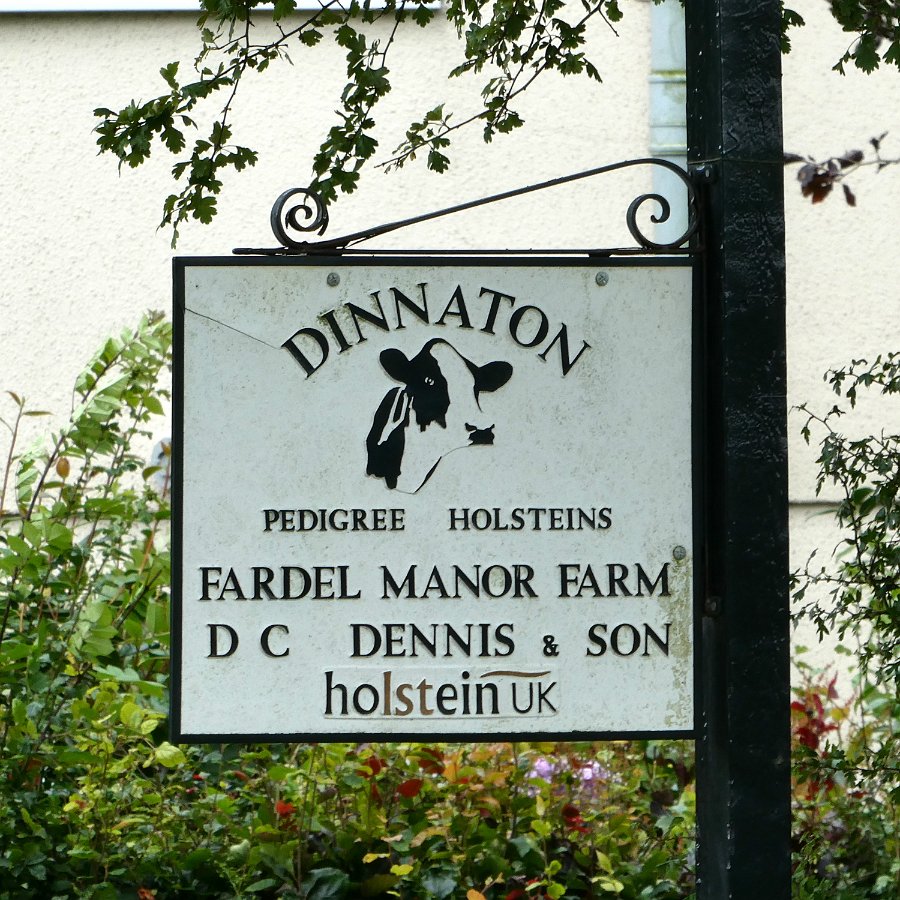 DINNATON
PEDIGREE HOLSTEINS
FARDEL MANOR FARM
D C DENNIS & SON
holstein UK